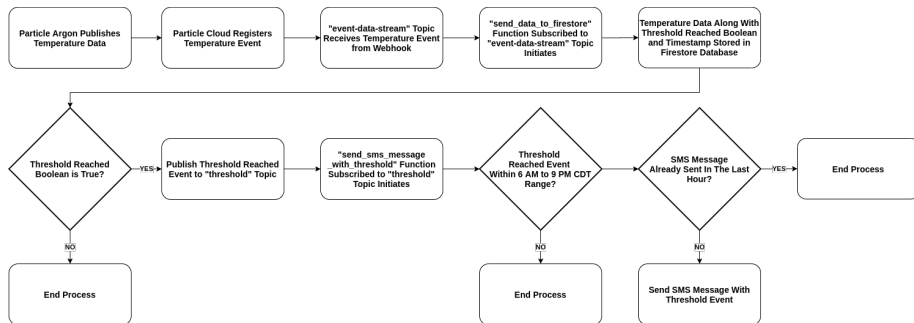 Particle Argon Publishes
Temperature Data
Particle Cloud Registers
Temperature Event
"event-data-stream" Topic
Receives Temperature Event
from Webhook
"send_data_to_firestore"
Function Subscribed to
"event-data-stream" Topic
Initiates
Temperature Data Along With
Threshold Reached Boolean
and Timestamp Stored in
Firestore Database
Threshold Reached
Boolean is True?
YES
Publish Threshold Reached
Event to "threshold" Topic
"send_sms_message
_with_threshold" Function
Subscribed to "threshold"
Topic Initiates
Threshold
Reached Event
Within 6 AM to 9 PM CDT
Range?
SMS Message
Already Sent In The Last
Hour?
YES
End Process
NO
NO
NO
End Process
End Process
Send SMS Message With
Threshold Event